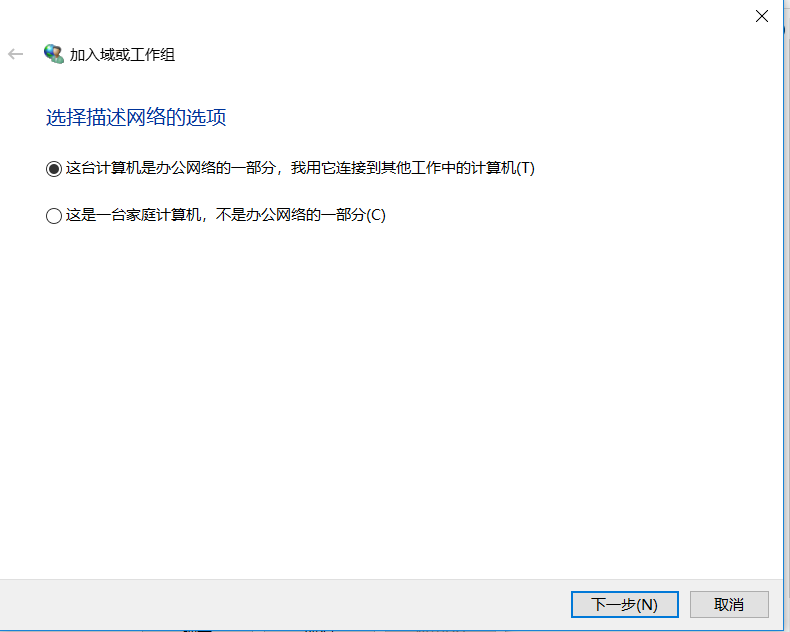 加入域或工作组
选择描述网络的选项
这台计算机是办公网络的一部分，我用它连接到其他工作中的计算机(T)
这是一台家庭计算机，不是办公网络的一部分(C)
下一步(N)
取消